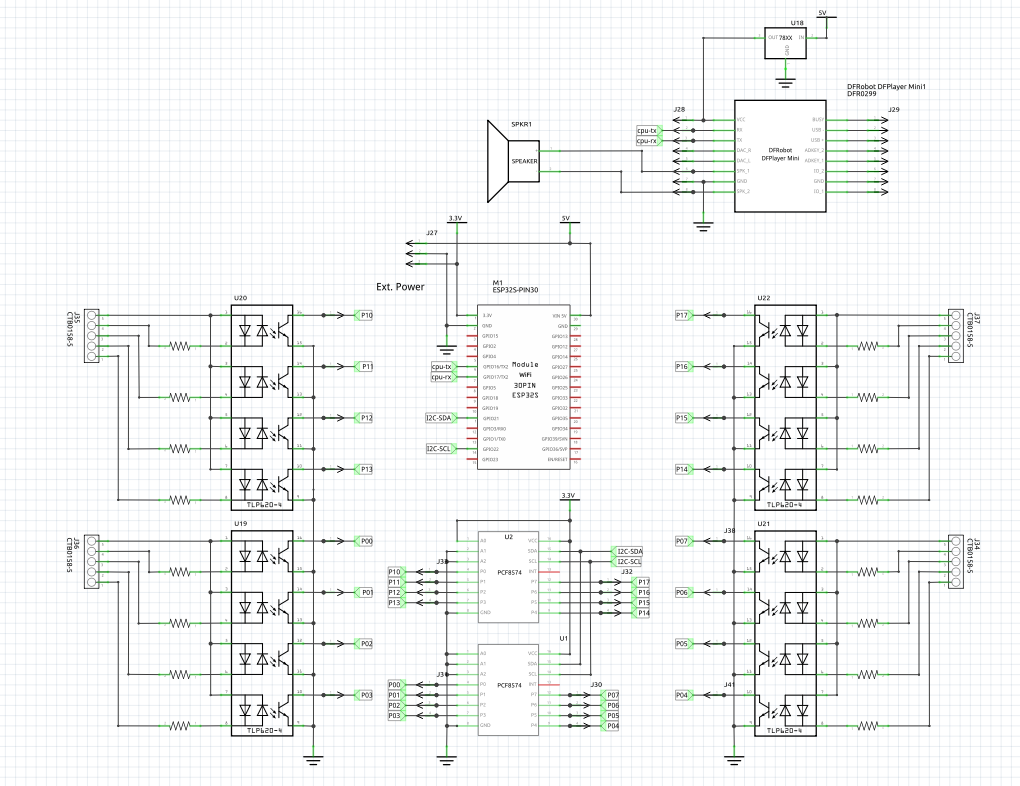 5V
U18
OUT 78XX IN
GND
DFRobot DFPlayer Mini1
DFR0299
J28
J29
cpu-tx
cpu-rx
VCC
RX
TX
DAC_R
DAC_L
SPK_1
GND
SPK_2
DFRobot
DFPlayer Mini
BUSY
USB -
USB +
ADKEY_2
ADKEY_1
IO_2
GND
IO_1
SPKR1
SPEAKER
3.3V
5V
J27
Ext. Power
M1
ESP32S-PIN30
3.3V
GND
GPIO15
GPIO2
GPIO4
GPIO16/TX2
GPIO17/TX2
GPIO5
GPIO18
GPIO19
GPIO21
GPIO3/RX0
GPIO1/TX0
GPIO22
GPIO23
Module
WiFi
30PIN
ESP32S
VIN 5V
GND
GPIO13
GPIO12
GPIO14
GPIO27
GPIO26
GPIO25
GPIO33
GPIO32
GPIO35
GPIO34
GPIO39/SVN
GPIO36/SVP
EN/RESET
cpu-tx
cpu-rx
I2C-SDA
I2C-SCL
J35
CTB0158-5
U20
P10
P11
P12
P13
TLP620-4
U22
P17
P16
P15
P14
TLP620-4
J37
CTB0158-5
J36
CTB0158-5
U19
P00
P01
P02
P03
TLP620-4
3.3V
U2
PCF8574
A0
A1
A2
P0
P1
P2
P3
GND
VCC
SDA
SCL
INT
P7
P6
P5
P4
I2C-SDA
I2C-SCL
J32
P10
P11
P12
P13
P17
P16
P15
P14
U1
PCF8574
A0
A1
A2
P0
P1
P2
P3
GND
VCC
SDA
SCL
INT
P7
P6
P5
P4
J30
P00
P01
P02
P03
P07
P06
P05
P04
J38
U21
P07
P06
P05
J41
P04
TLP620-4
J34
CTB0158-5